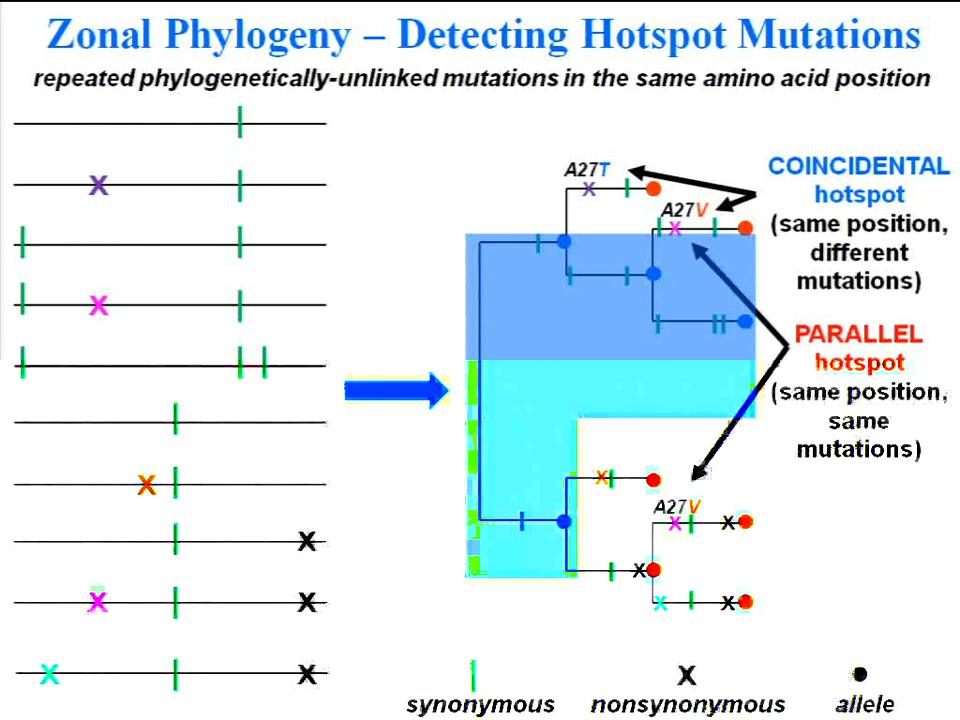 Zonal Phylogeny – Detecting Hotspot Mutations
repeated phylogenetically-unlinked mutations in the same amino acid position
A27T
A27V
COINCIDENTAL
hotspot
(same position,
different
mutations)
PARALLEL
hotspot
(same position,
same
mutations)
A27V
synonymous
nonsynonymous
allele